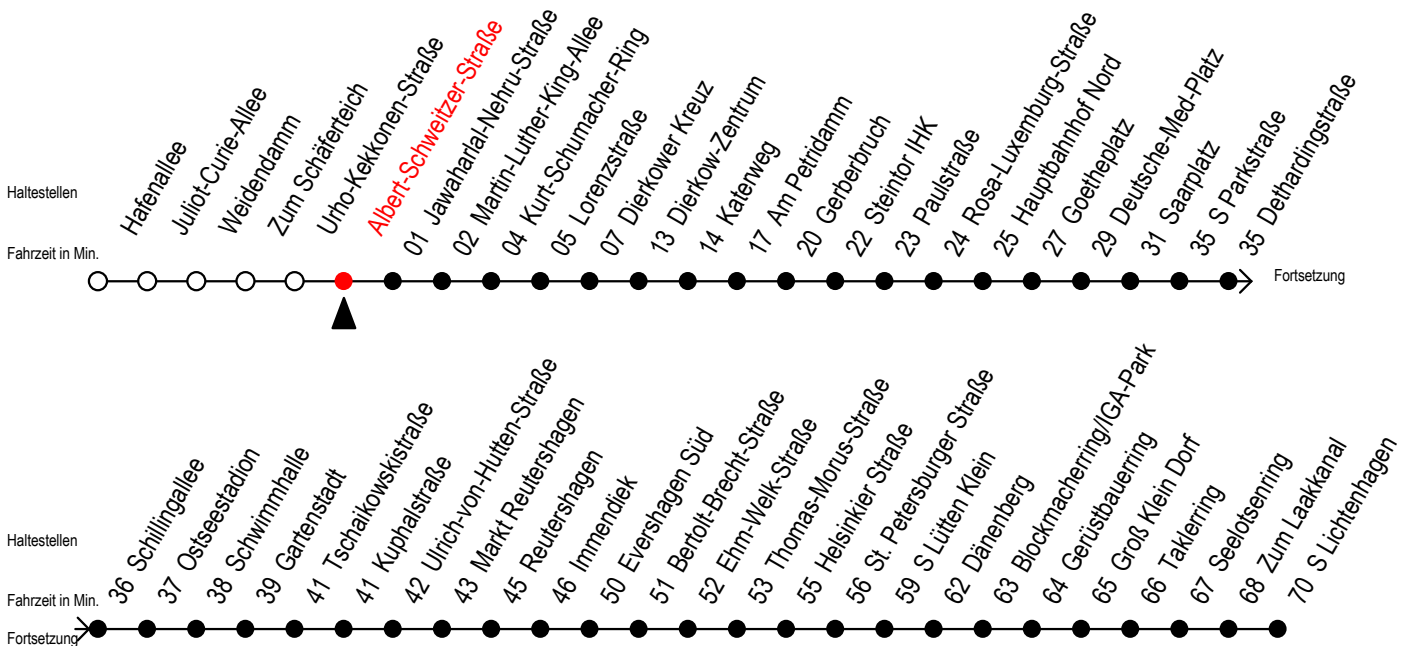 Haltestellen
Hafenallee
Juliot-Curie-Allee
Weidendamm
Zum Schäferteich
Urho-Kekkonen-Straße
Albert-Schweitzer-Straße
01 Jawaharlal-Nehru-Straße
02 Martin-Luther-King-Allee
04 Kurt-Schumacher-Ring
05 Lorenzstraße
07 Dierkower Kreuz
13 Dierkow-Zentrum
14 Katerweg
17 Am Petridamm
20 Gerberbruch
22 Steintor IHK
23 Paulstraße
24 Rosa-Luxemburg-Straße
25 Hauptbahnhof Nord
27 Goetheplatz
29 Deutsche-Med-Platz
31 Saarplatz
35 S Parkstraße
35 Dethardingstraße
Fahrzeit in Min.
Fortsetzung
Haltestellen
36 Schillingallee
37 Ostseestadion
38 Schwimmhalle
39 Gartenstadt
41 Tschaikowskistraße
41 Kuphalstraße
42 Ulrich-von-Hutten-Straße
43 Markt Reutershagen
45 Reutershagen
46 Immendiek
50 Evershagen Süd
51 Bertolt-Brecht-Straße
52 Ehm-Welk-Straße
53 Thomas-Morus-Straße
55 Helsinkier Straße
56 St. Petersburger Straße
59 S Lütten Klein
62 Dänenberg
63 Blockmacherring/IGA-Park
64 Gerüstbauerring
65 Groß Klein Dorf
66 Taklerring
67 Seelotsenring
68 Zum Laakkanal
70 S Lichtenhagen
Fahrzeit in Min.
Fortsetzung